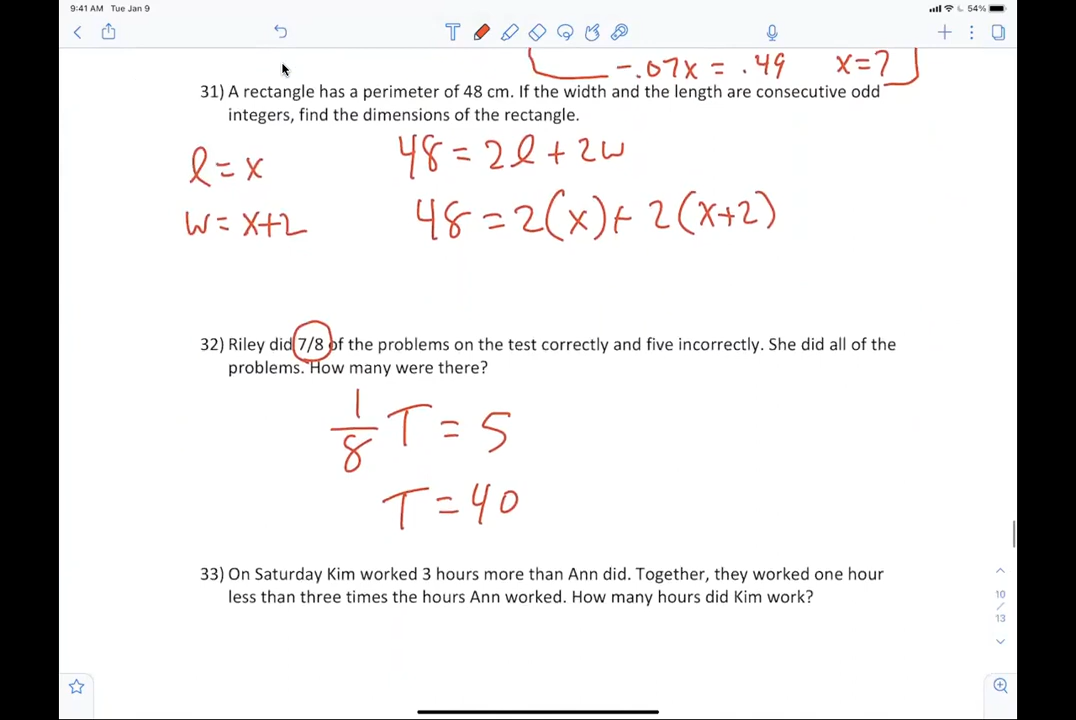 9:41 AM Tue Jan 9
54%
-.07x = .49 x=?
31) A rectangle has a perimeter of 48 cm. If the width and the length are consecutive odd
integers, find the dimensions of the rectangle.
l = x
48 = 2l + 2w
w = x+2
48 = 2(x) + 2(x+2)
32) Riley did 7/8 of the problems on the test correctly and five incorrectly. She did all of the
problems. How many were there?
1/8 T = 5
T = 40
33) On Saturday Kim worked 3 hours more than Ann did. Together, they worked one hour
less than three times the hours Ann worked. How many hours did Kim work?
10
/
13